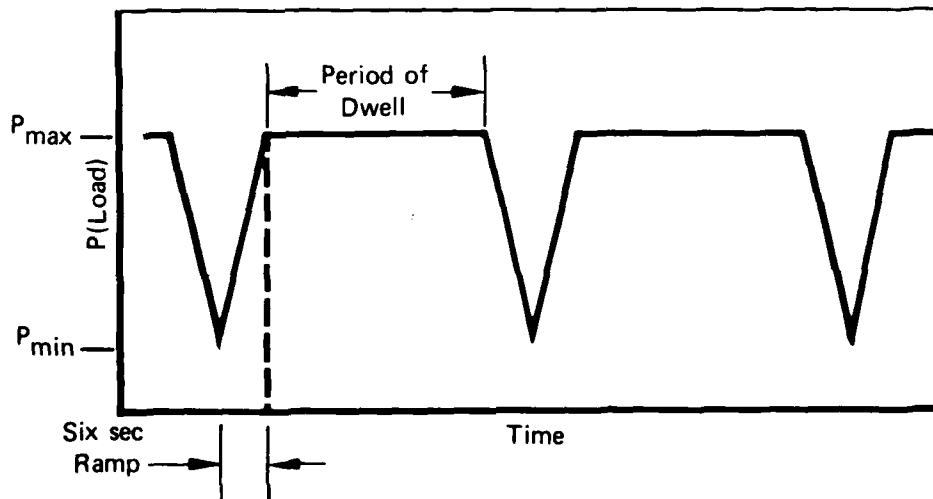 Period of
Dwell
Pmax
P(Load)
Pmin
Six sec
Ramp
Time